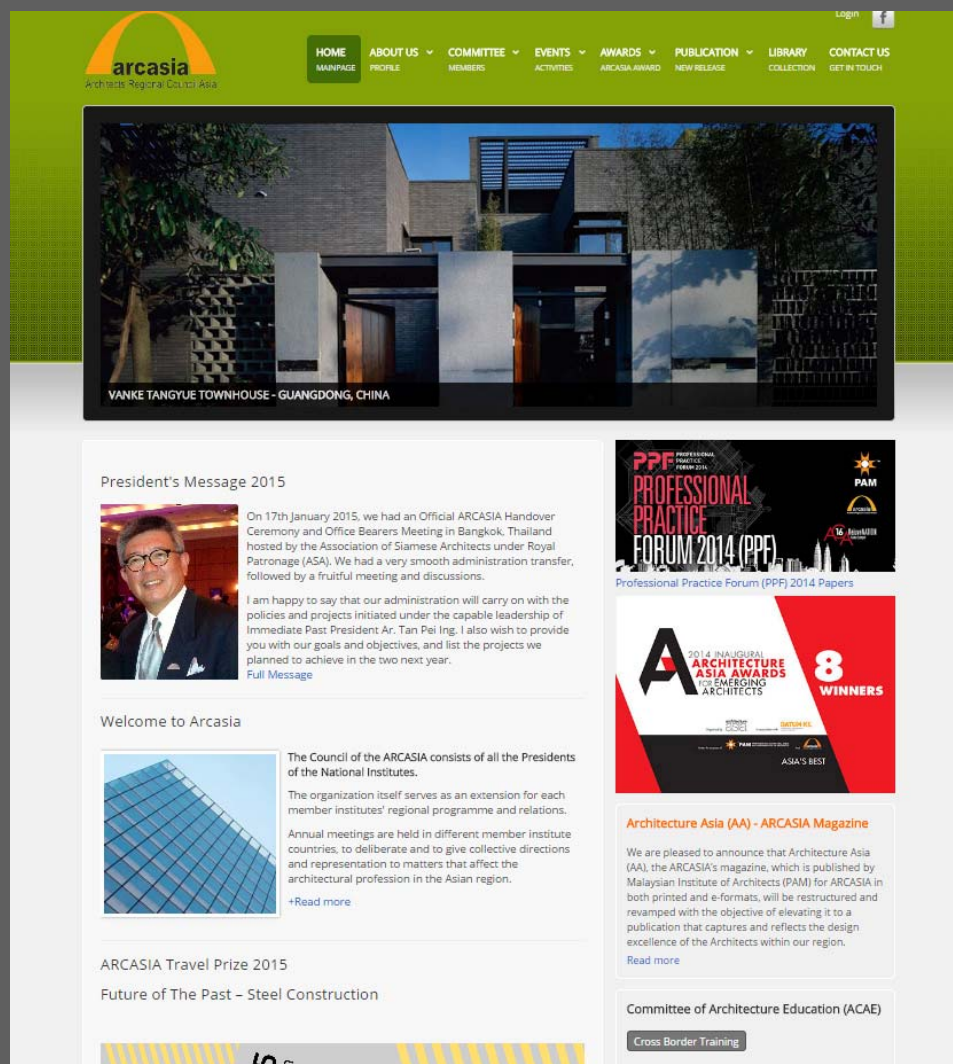 Login
f
arcasia
Architects Regional Council Asia
HOME
MAINPAGE
ABOUT US
PROFILE
COMMITTEE
MEMBERS
EVENTS
ACTIVITIES
AWARDS
ARCASIA AWARD
PUBLICATION
NEW RELEASE
LIBRARY
COLLECTION
CONTACT US
GET IN TOUCH
VANKE TANGYUE TOWNHOUSE - GUANGDONG, CHINA
President's Message 2015
On 17th January 2015, we had an Official ARCASIA Handover
Ceremony and Office Bearers Meeting in Bangkok, Thailand
hosted by the Association of Siamese Architects under Royal
Patronage (ASA). We had a very smooth administration transfer,
followed by a fruitful meeting and discussions.
I am happy to say that our administration will carry on with the
policies and projects initiated under the capable leadership of
Immediate Past President Ar. Tan Pei Ing. I also wish to provide
you with our goals and objectives, and list the projects we
planned to achieve in the two next year.
Full Message
Welcome to Arcasia
The Council of the ARCASIA consists of all the Presidents
of the National Institutes.
The organization itself serves as an extension for each
member institutes' regional programme and relations.
Annual meetings are held in different member institute
countries, to deliberate and to give collective directions
and representation to matters that affect the
architectural profession in the Asian region.
+Read more
ARCASIA Travel Prize 2015
Future of The Past – Steel Construction
PPF PROFESSIONAL
PRACTICE
FORUM 2014
PROFESSIONAL
PRACTICE
FORUM 2014 (PPF)
PAM
arcasia
16
Professional Practice Forum (PPF) 2014 Papers
2014 INAUGURAL
ARCHITECTURE
ASIA AWARDS
FOR EMERGING
ARCHITECTS
8
WINNERS
PAM
ASIA'S BEST
Architecture Asia (AA) - ARCASIA Magazine
We are pleased to announce that Architecture Asia
(AA), the ARCASIA's magazine, which is published by
Malaysian Institute of Architects (PAM) for ARCASIA in
both printed and e-formats, will be restructured and
revamped with the objective of elevating it to a
publication that captures and reflects the design
excellence of the Architects within our region.
Read more
Committee of Architecture Education (ACAE)
Cross Border Training